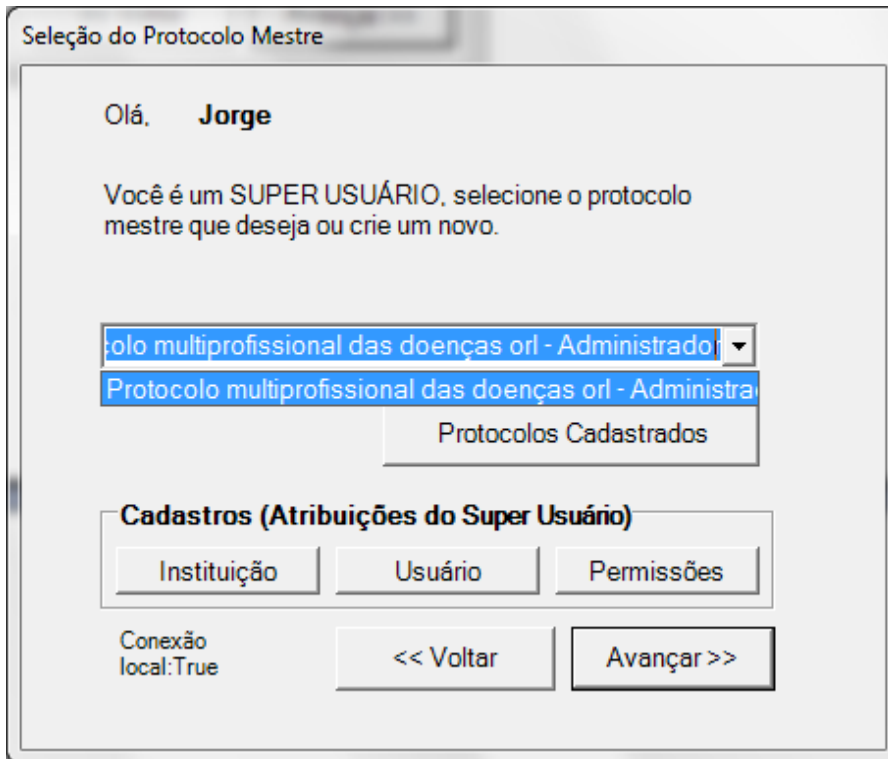 Seleção do Protocolo Mestre
Olá, Jorge
Você é um SUPER USUÁRIO, selecione o protocolo
mestre que deseja ou crie um novo.
colo multiprofissional das doenças orl - Administrador
Protocolo multiprofissional das doenças orl - Administrad
Protocolos Cadastrados
Cadastros (Atribuições do Super Usuário)
Instituição Usuário Permissões
Conexão
local:True
<< Voltar Avançar >>